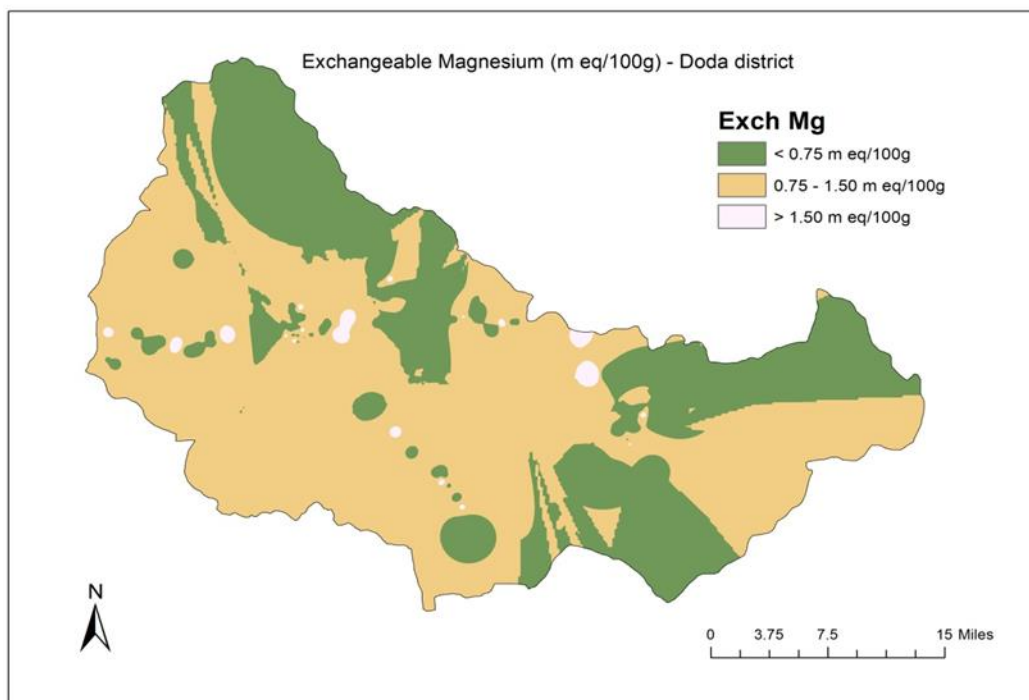 Exchangeable Magnesium (m eq/100g) - Doda district
Exch Mg
< 0.75 m eq/100g
0.75 - 1.50 m eq/100g
> 1.50 m eq/100g
N
0 3.75 7.5 15 Miles